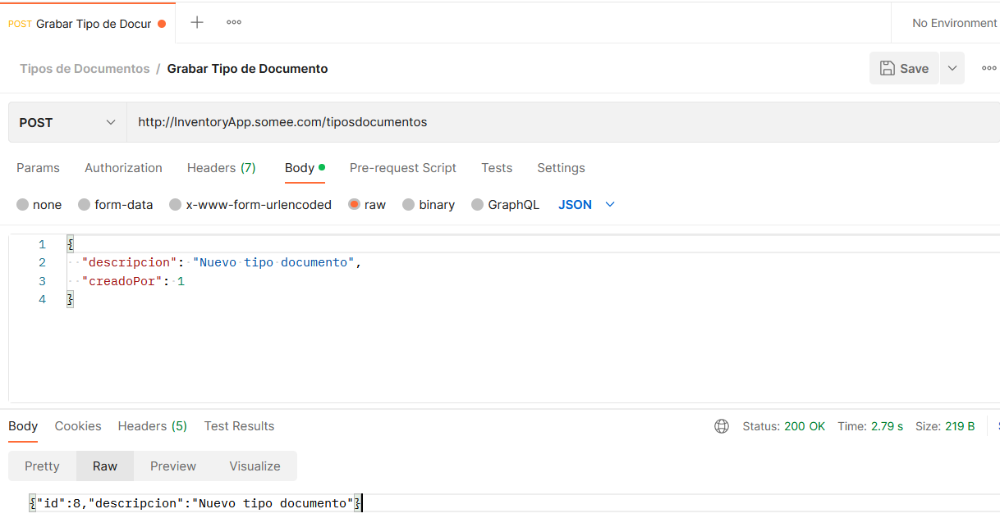 POST Grabar Tipo de Docur
No Environment
Tipos de Documentos / Grabar Tipo de Documento
Save
POST http://InventoryApp.somee.com/tiposdocumentos
Params Authorization Headers (7) Body Pre-request Script Tests Settings
none form-data x-www-form-urlencoded raw binary GraphQL JSON
1 {
2 "descripcion": "Nuevo tipo documento",
3 "creadoPor": 1
4 }
Body Cookies Headers (5) Test Results Status: 200 OK Time: 2.79 s Size: 219 B
Pretty Raw Preview Visualize
{"id":8,"descripcion":"Nuevo tipo documento"}